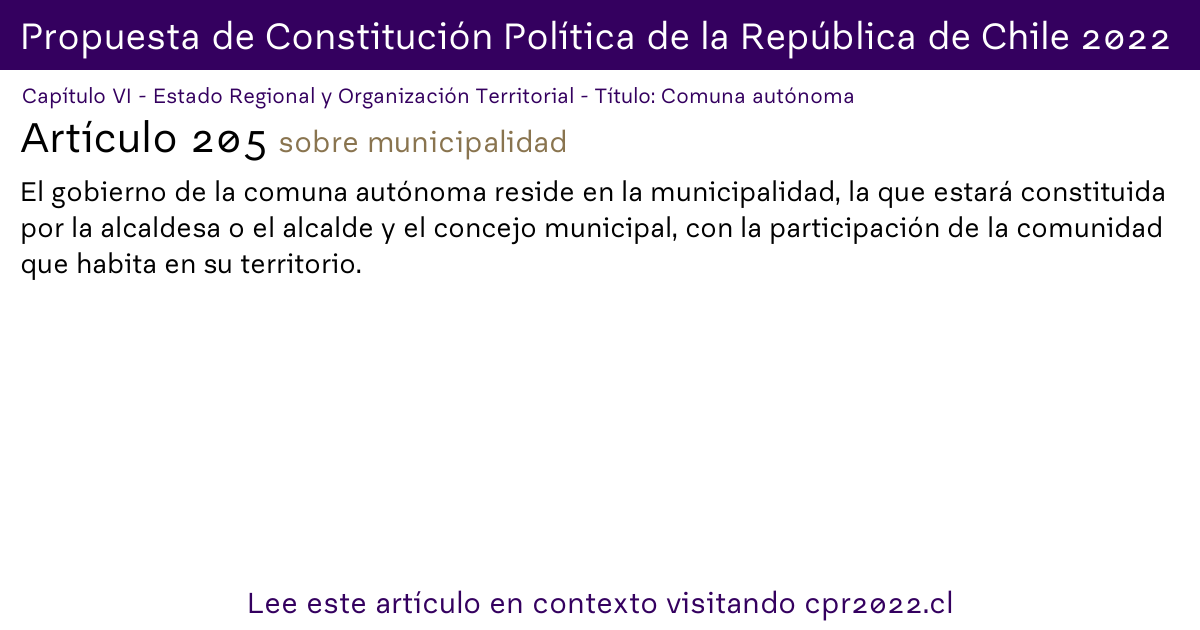 Propuesta de Constitución Política de la República de Chile 2022
Capítulo VI - Estado Regional y Organización Territorial - Título: Comuna autónoma
Artículo 205 sobre municipalidad
El gobierno de la comuna autónoma reside en la municipalidad, la que estará constituida
por la alcaldesa o el alcalde y el concejo municipal, con la participación de la comunidad
que habita en su territorio.
Lee este artículo en contexto visitando cpr2022.cl